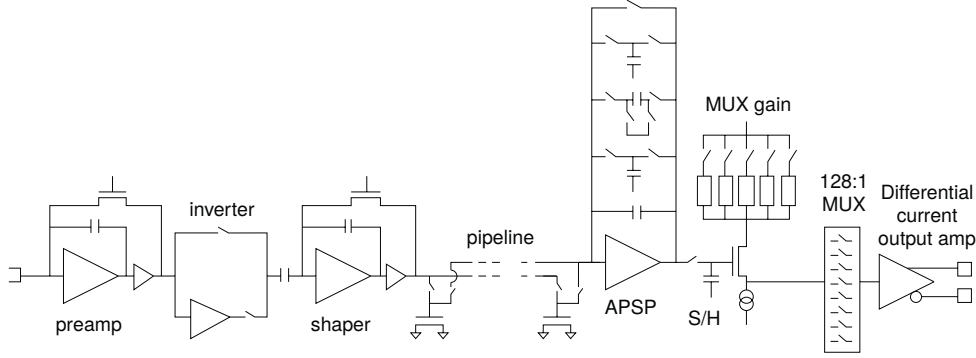 MUX gain
128:1
MUX
Differential
current
output amp
inverter
pipeline
preamp
shaper
APSP
S/H